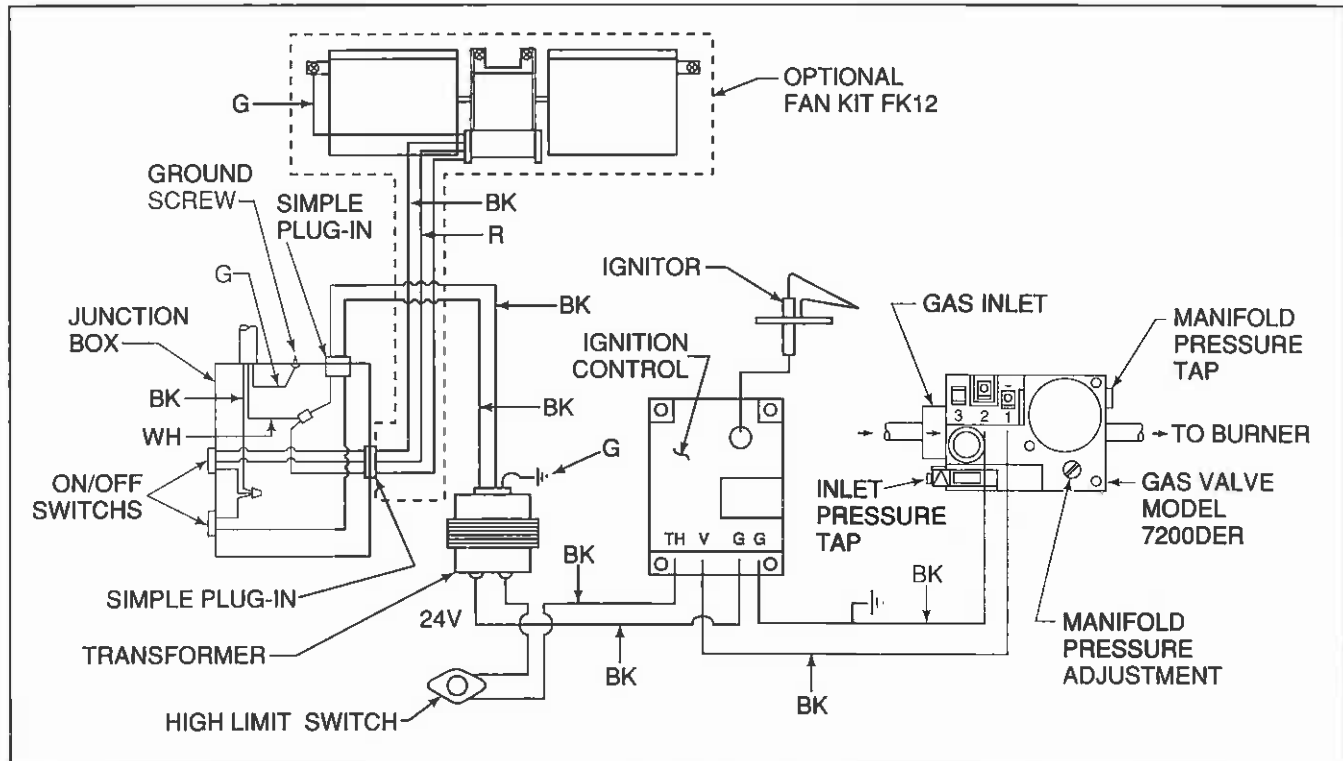 OPTIONAL
FAN KIT FK12
G
GROUND
SCREW
SIMPLE
PLUG-IN
BK
R
G
IGNITOR
GAS INLET
JUNCTION
BOX
BK
IGNITION
CONTROL
MANIFOLD
PRESSURE
TAP
BK
BK
WH
3 2 1
TO BURNER
ON/OFF
SWITCHS
G
INLET
PRESSURE
TAP
GAS VALVE
MODEL
7200DER
TH V G G
BK
BK
SIMPLE PLUG-IN
24V
TRANSFORMER
BK
BK
MANIFOLD
PRESSURE
ADJUSTMENT
HIGH LIMIT SWITCH